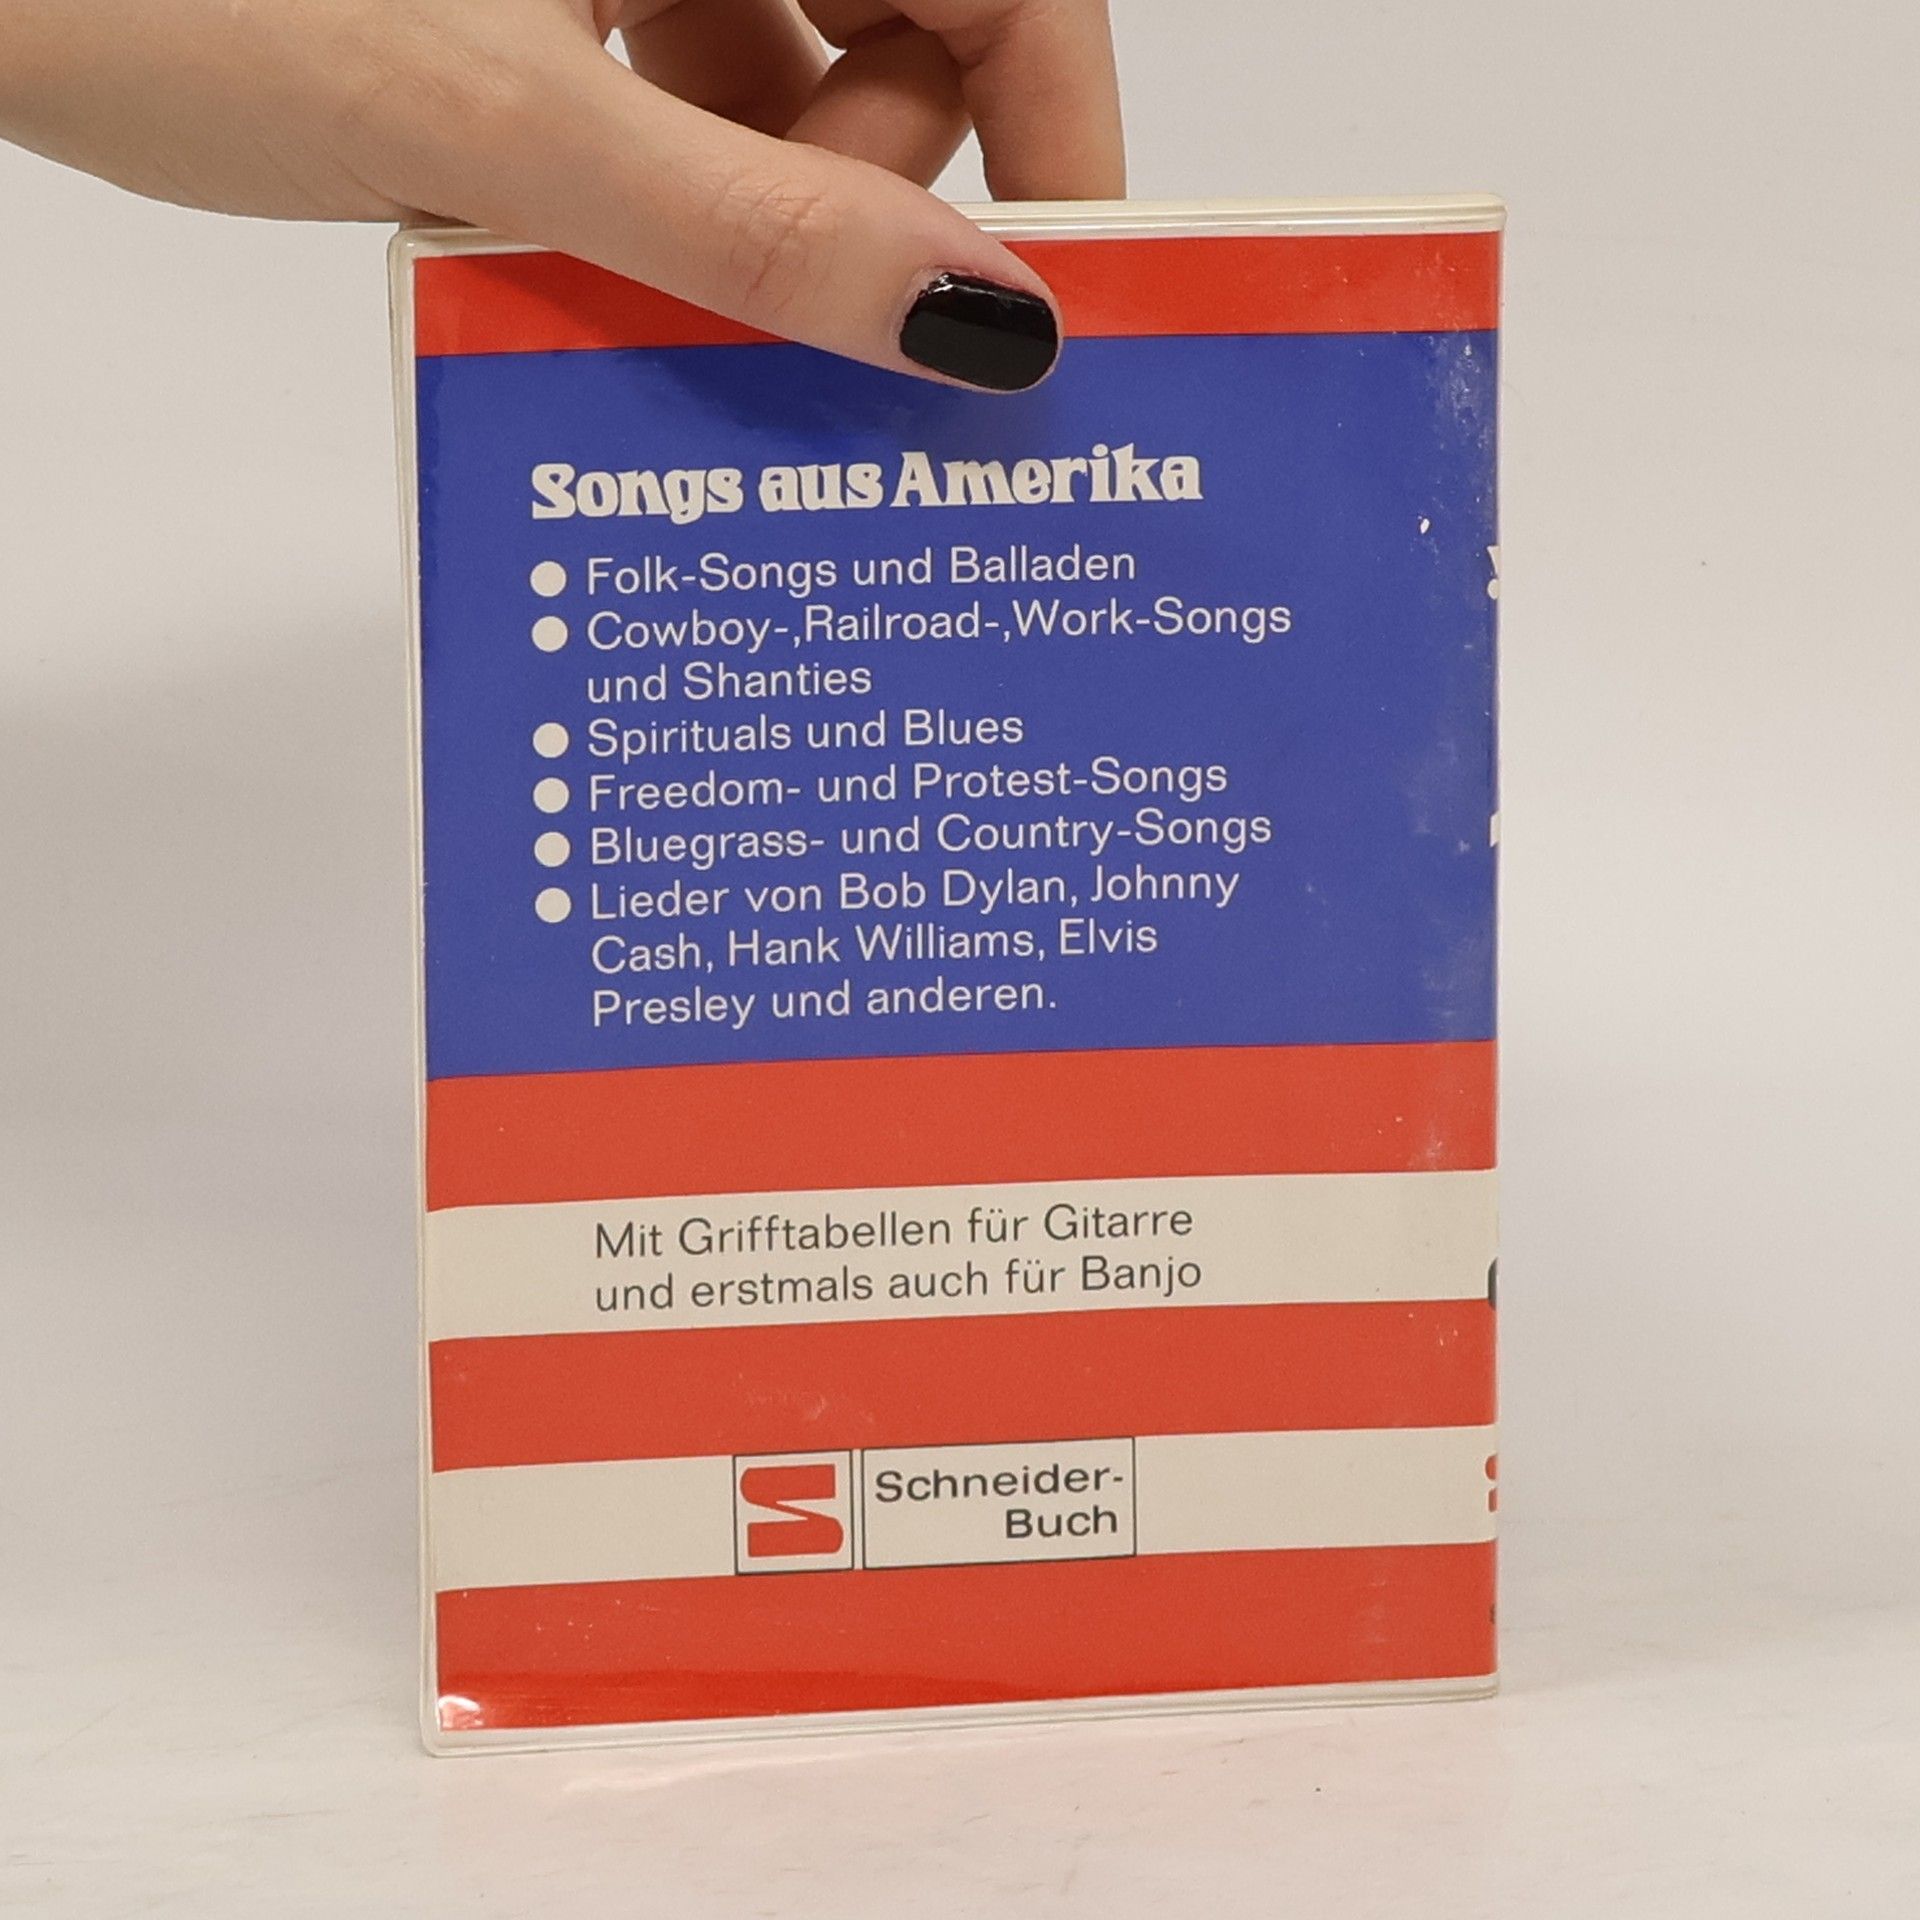 Songs aus Amerika
● Folk-Songs und Balladen
● Cowboy-,Railroad-,Work-Songs
und Shanties
● Spirituals und Blues
● Freedom- und Protest-Songs
● Bluegrass- und Country-Songs
● Lieder von Bob Dylan, Johnny
Cash, Hank Williams, Elvis
Presley und anderen.
Mit Grifftabellen für Gitarre
und erstmals auch für Banjo
Schneider-
Buch